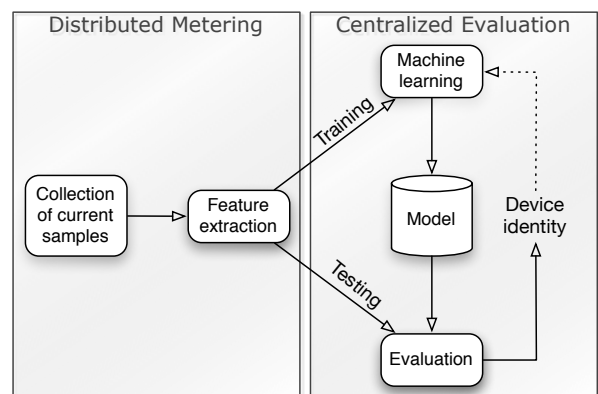 Distributed Metering
Centralized Evaluation
Machine
learning
Training
Collection
of current
samples
Feature
extraction
Model
Device
identity
Testing
Evaluation